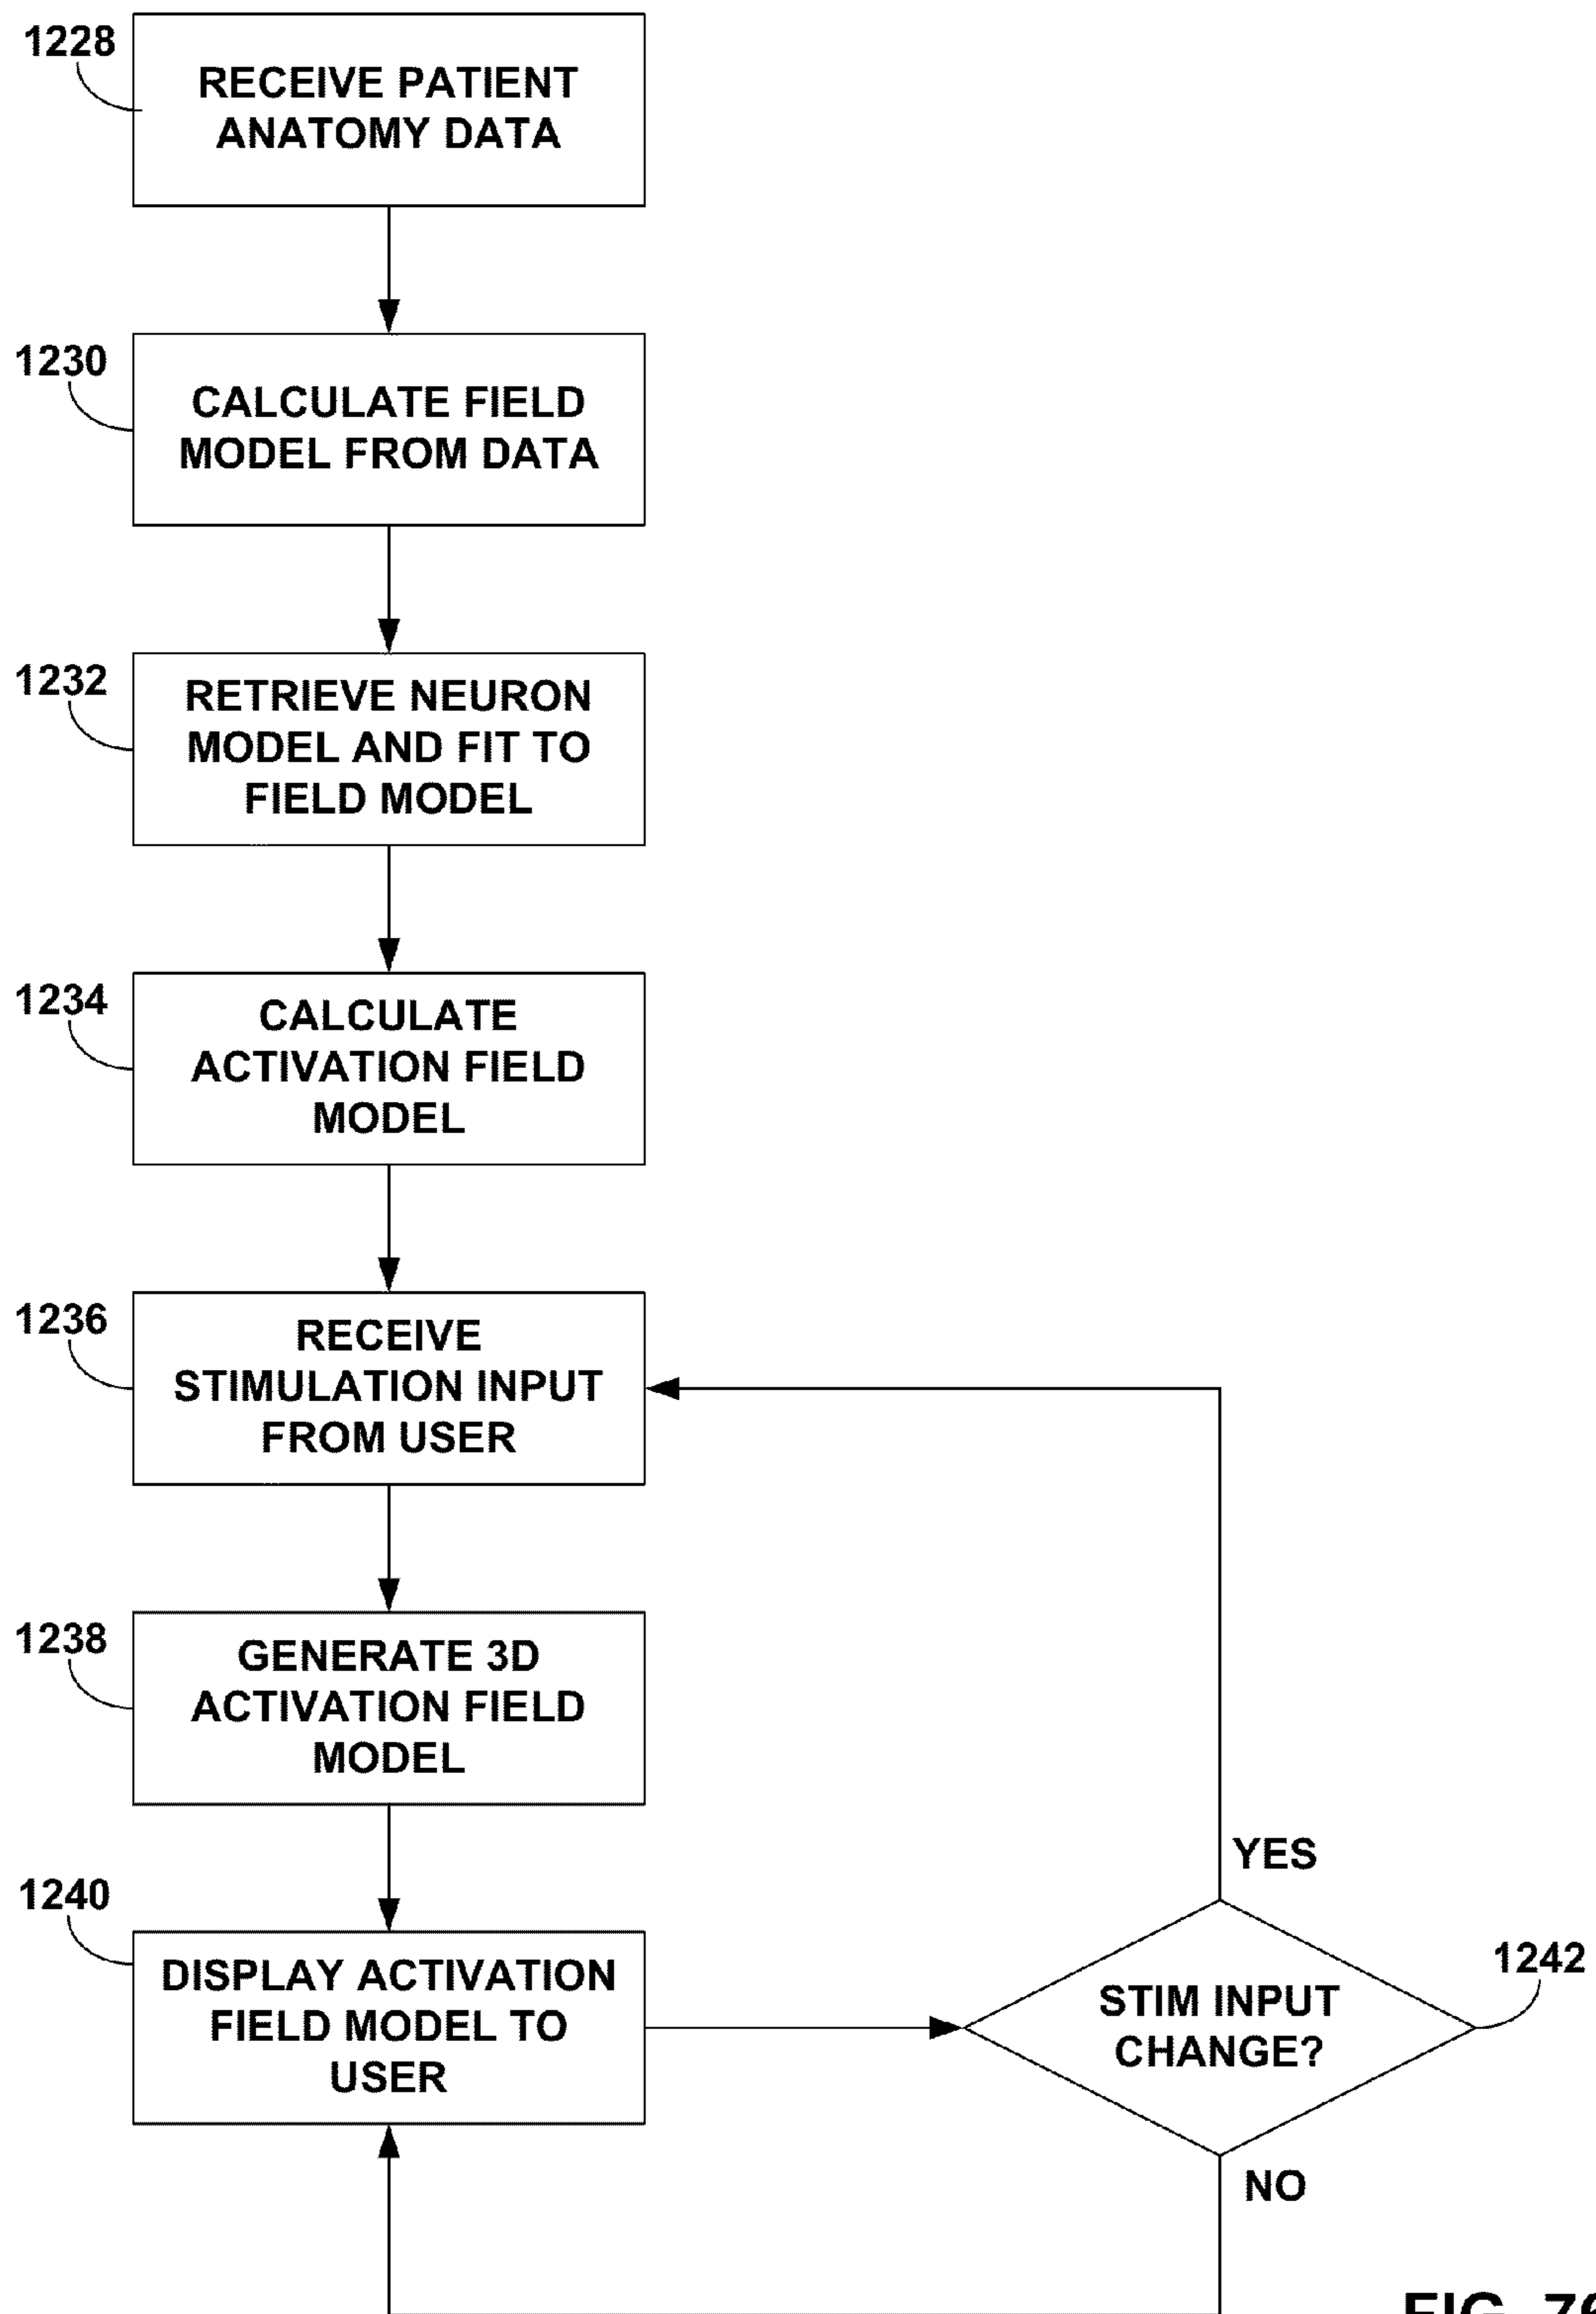 1228
RECEIVE PATIENT
ANATOMY DATA
1230
CALCULATE FIELD
MODEL FROM DATA
1232
RETRIEVE NEURON
MODEL AND FIT TO
FIELD MODEL
1234
CALCULATE
ACTIVATION FIELD
MODEL
1236
RECEIVE
STIMULATION INPUT
FROM USER
1238
GENERATE 3D
ACTIVATION FIELD
MODEL
YES
1240
DISPLAY ACTIVATION
FIELD MODEL TO
USER
1242
STIM INPUT
CHANGE?
NO
FIG.